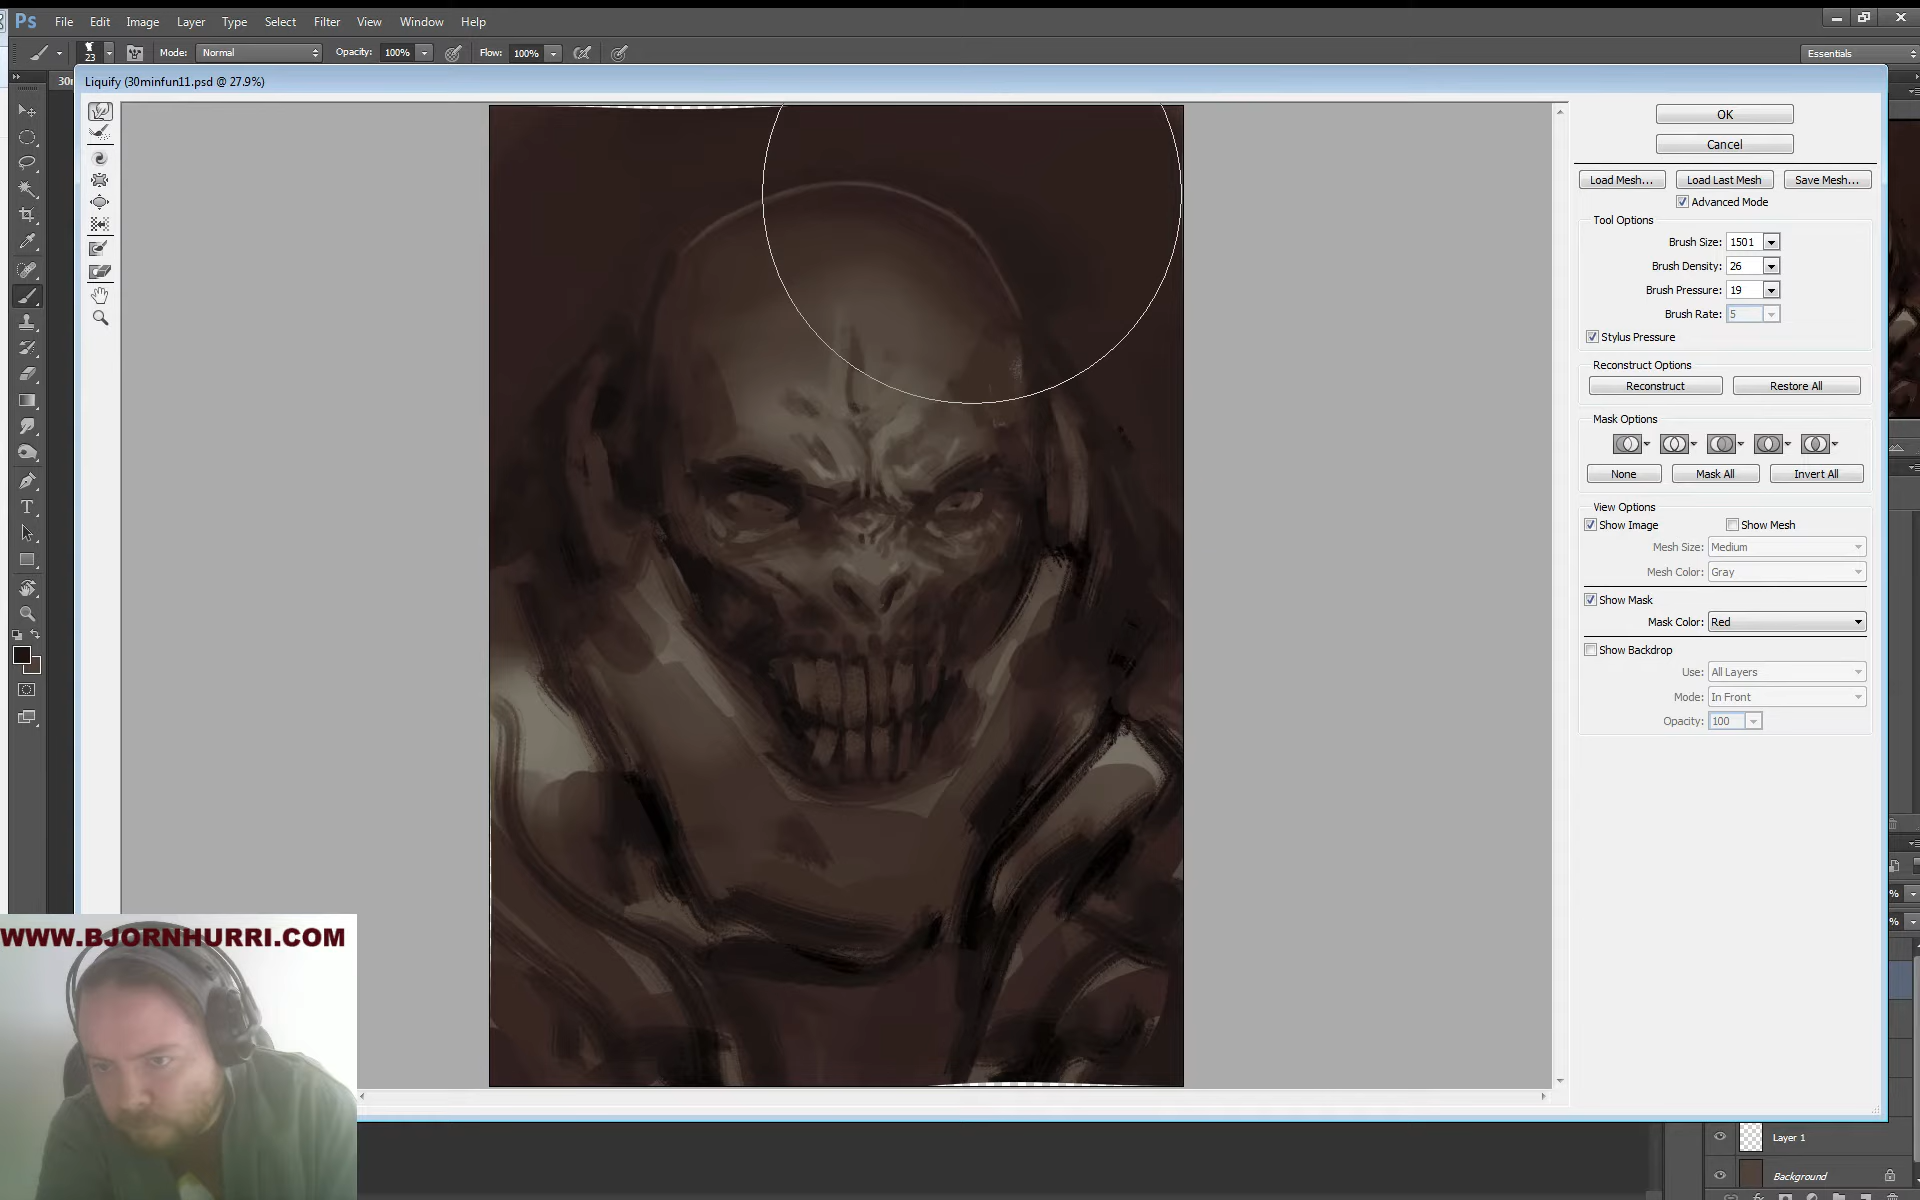 Ps File Edit Image Layer Type Select Filter View Window Help
23 Mode: Normal Opacity: 100% Flow: 100% Essentials
30m Liquify (30minfun11.psd @ 27.9%)
OK
Cancel
Load Mesh... Load Last Mesh Save Mesh...
Advanced Mode
Tool Options
Brush Size: 1501
Brush Density: 26
Brush Pressure: 19
Brush Rate: 5
Stylus Pressure
Reconstruct Options
Reconstruct Restore All
Mask Options
None Mask All Invert All
View Options
Show Image Show Mesh
Mesh Size: Medium
Mesh Color: Gray
Show Mask
Mask Color: Red
Show Backdrop
Use: All Layers
Mode: In Front
Opacity: 100
%
%
WWW.BJORNHURRI.COM
Layer 1
Background